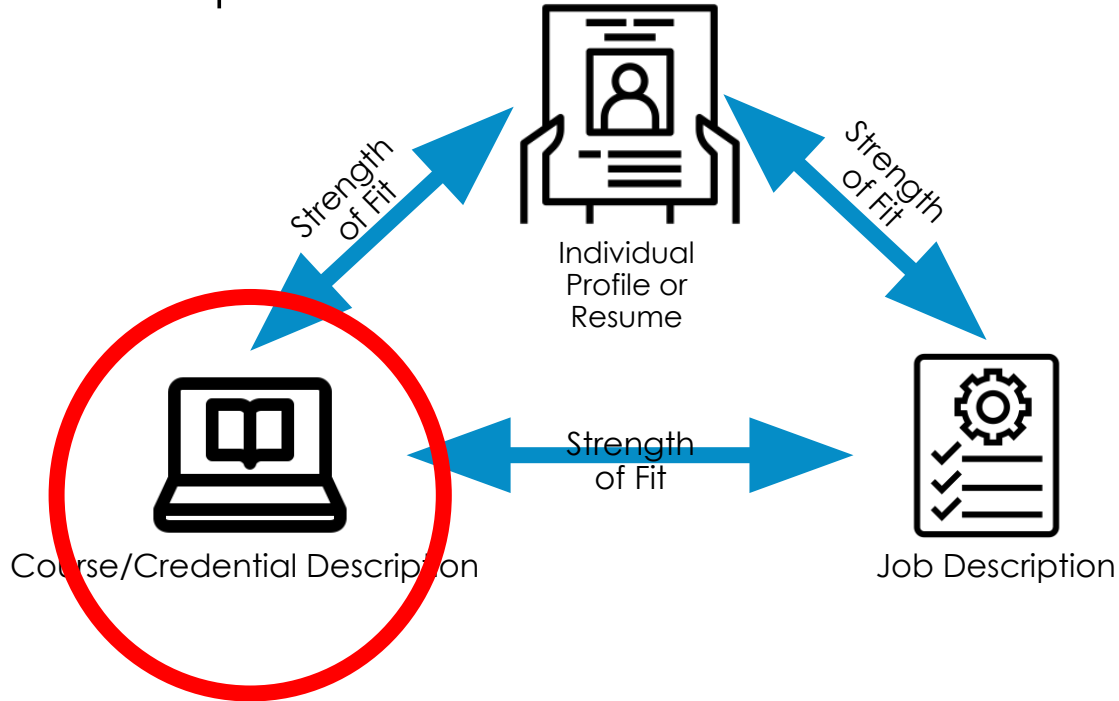 Strength
of Fit
Strength
of Fit
Individual
Profile or
Resume
Strength
of Fit
Course/Credential Description
Job Description